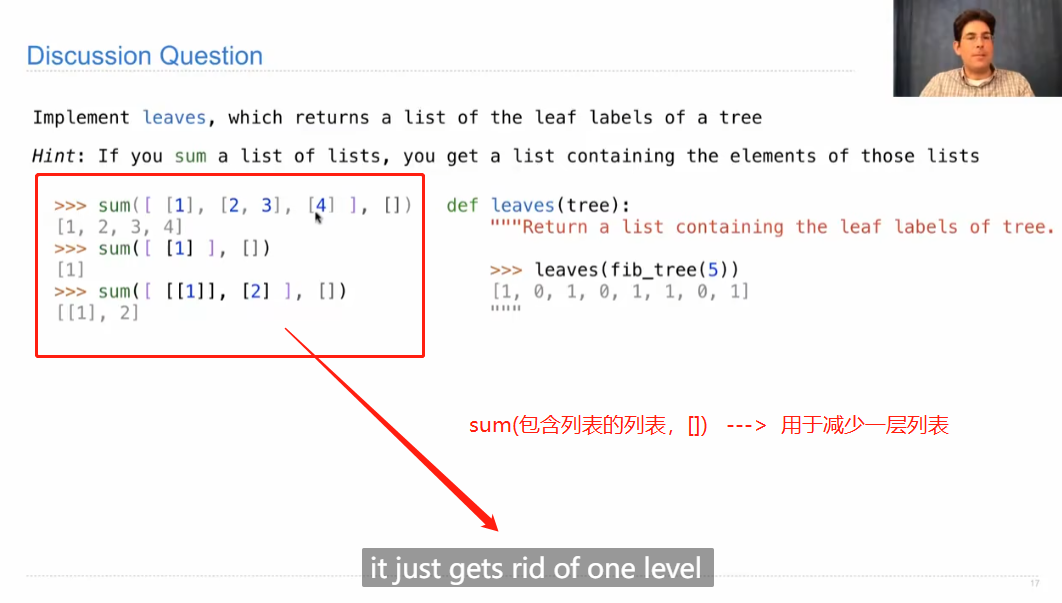 Discussion Question
Implement leaves, which returns a list of the leaf labels of a tree
Hint: If you sum a list of lists, you get a list containing the elements of those lists
>>> sum([ [1], [2, 3], [4] ], [])
[1, 2, 3, 4]
>>> sum([ [1] ], [])
[1]
>>> sum([ [[1]], [2] ], [])
[[1], 2]
def leaves(tree):
"""Return a list containing the leaf labels of tree.
>>> leaves(fib_tree(5))
[1, 0, 1, 0, 1, 1, 0, 1]
"""
sum(包含列表的列表，[]) ---> 用于减少一层列表
it just gets rid of one level
17